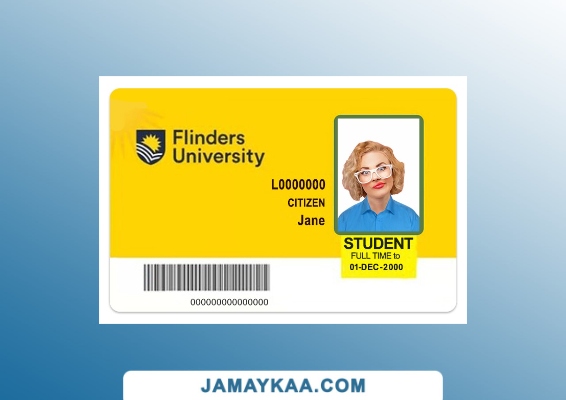 Flinders
University
L0000000
CITIZEN
Jane
STUDENT
FULL TIME to
01-DEC-2000
000000000000000
JAMAYKAA.COM